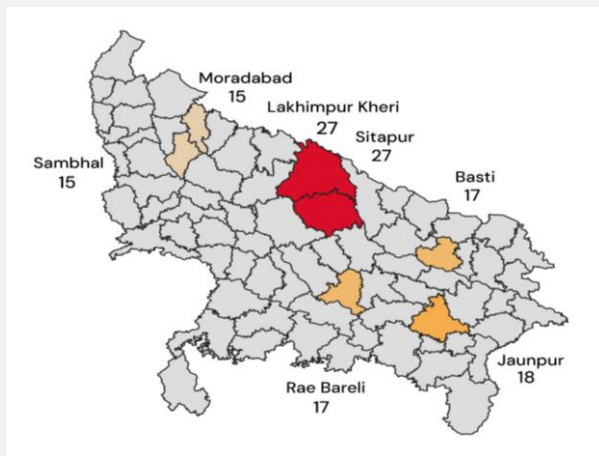 Moradabad
15
Lakhimpur Kheri
27
Sitapur
27
Sambhal
15
Basti
17
Jaunpur
18
Rae Bareli
17